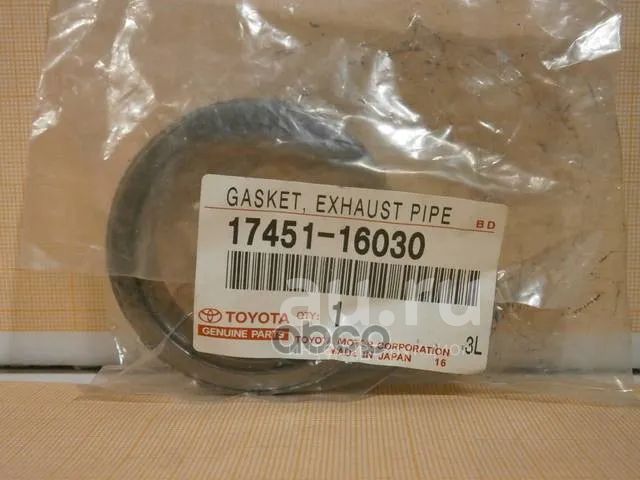 GASKET, EXHAUST PIPE
BD
17451-16030
au.ru
TOYOTA QTY: 1
GENUINE PARTS
TOYOTA MOTOR CORPORATION 3L
MADE IN JAPAN 16